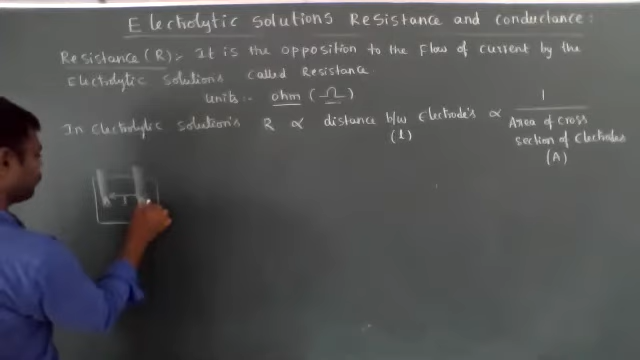 Electrolytic solutions Resistance and conductance:
Resistance (R):- It is the opposition to the Flow of current by the
Electrolytic Solutions called Resistance.
Units:- ohm (Ω)
In Electrolytic solution's R ∝ distance b/w Electrode's ∝ 1
(l) Area of cross
section of Electrodes
(A)